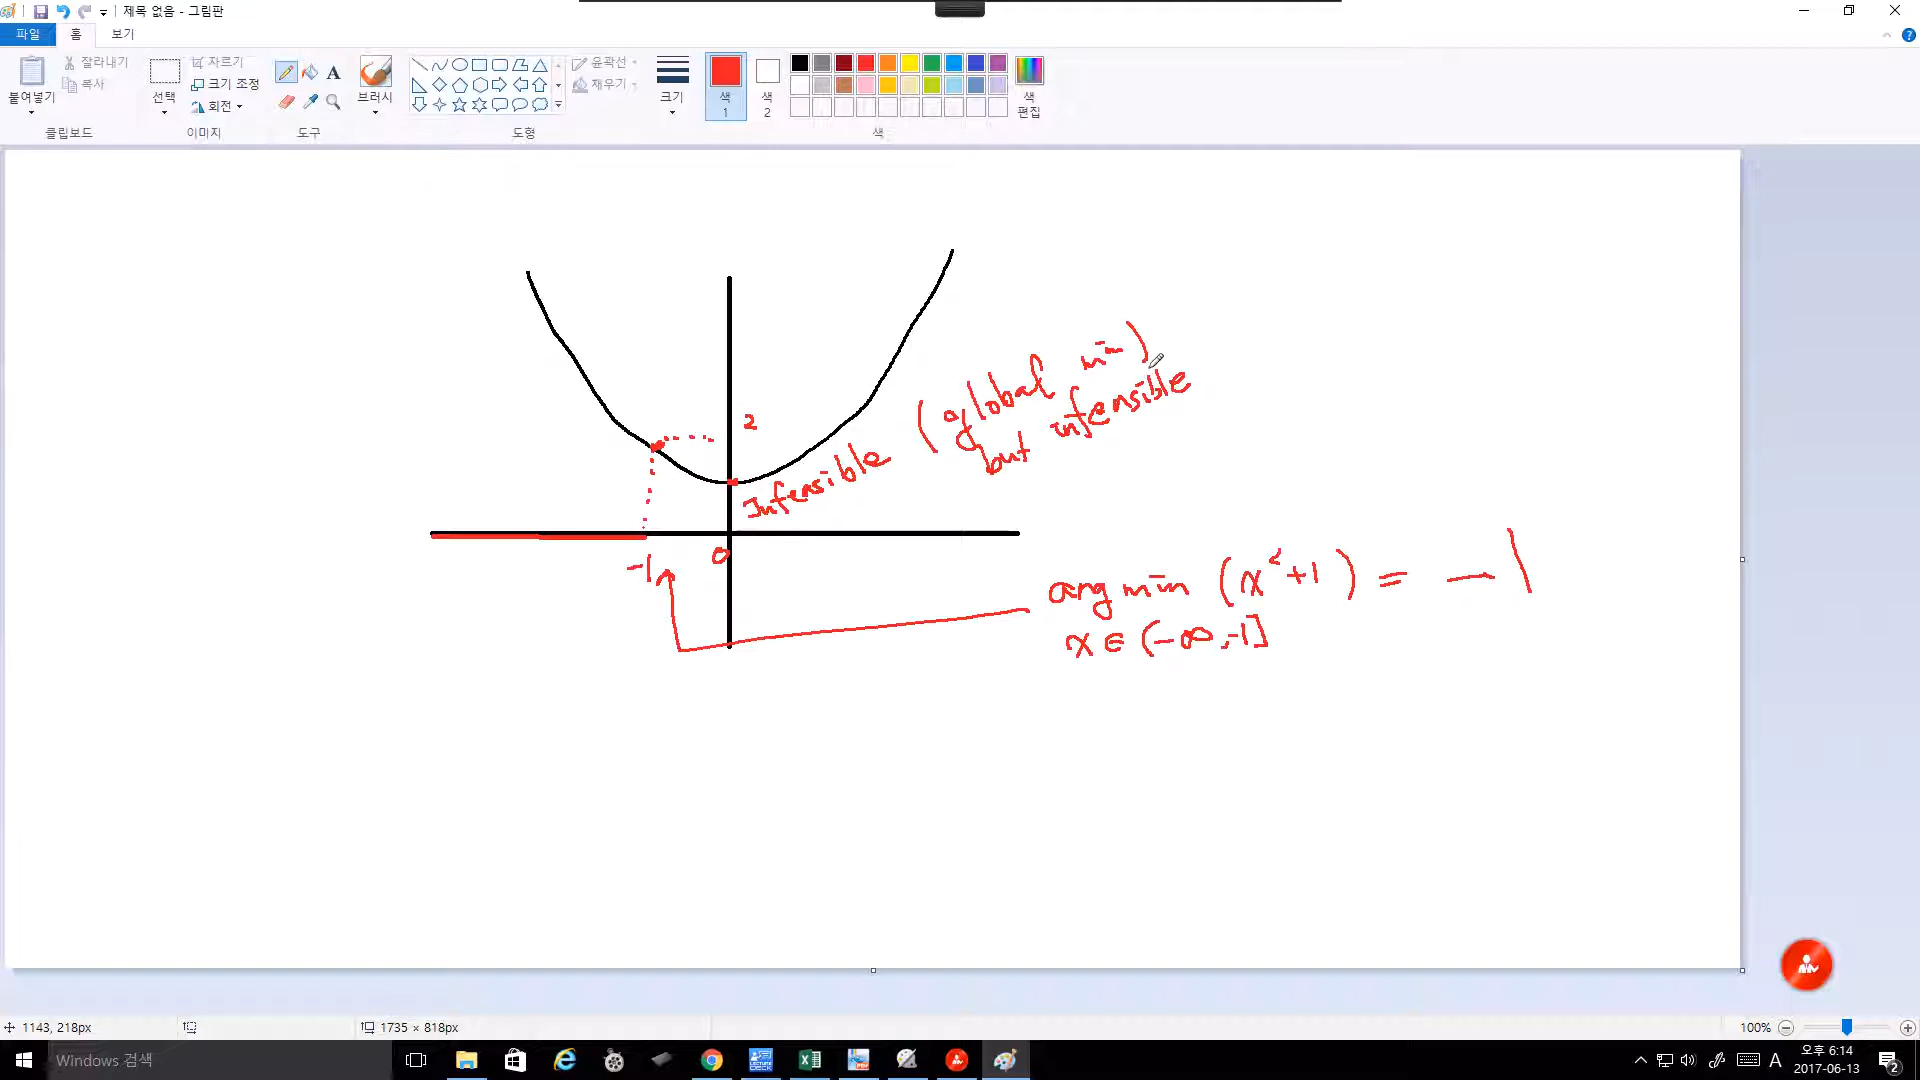 제목 없음 - 그림판
파일 홈 보기
붙여넣기
잘라내기
복사
클립보드
선택
자르기
크기 조정
회전
이미지
A
도구
브러시
도형
윤곽선
채우기
크기
색
1
색
2
색
색
편집
2
Infensible (global min)
but infensible
-1
0
arg min (x²+1) = -1
x ∈ (-∞,-1]
1143, 218px
1735 × 818px
100%
Windows 검색
A
오후 6:14
2017-06-13
2